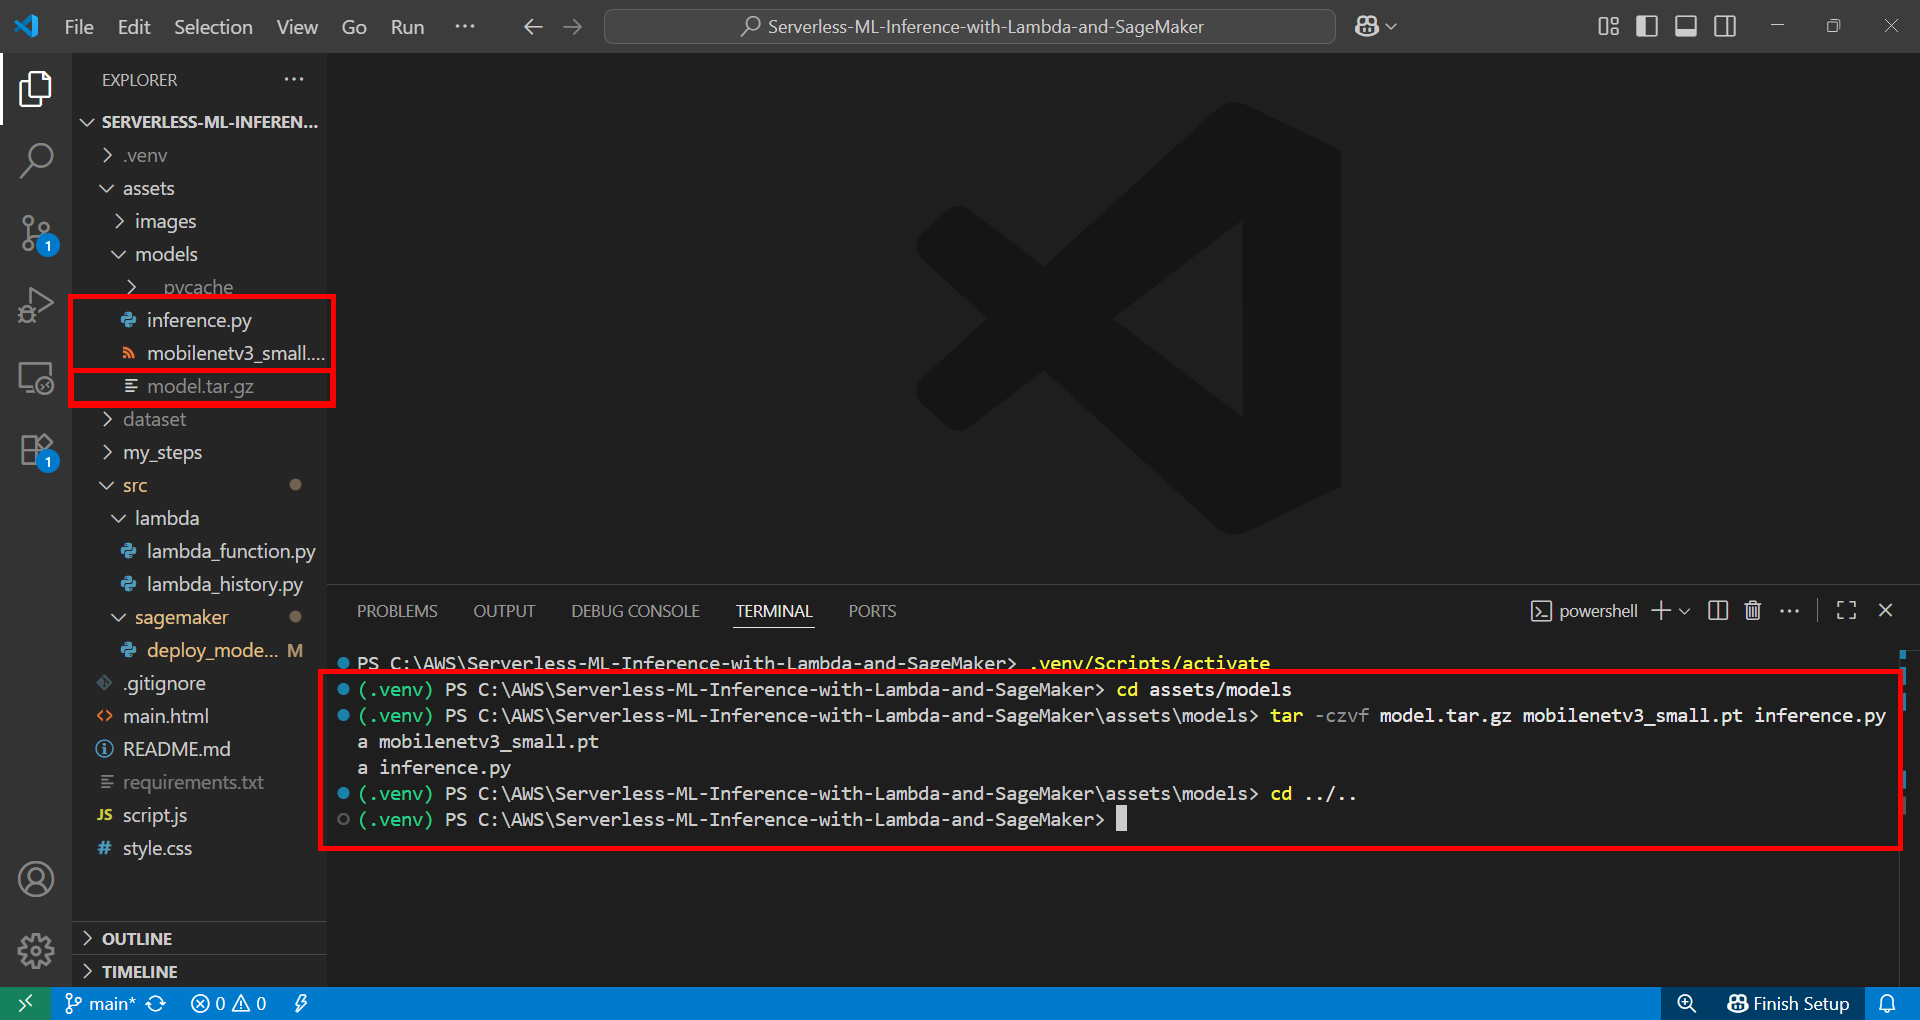 File Edit Selection View Go Run ···
Serverless-ML-Inference-with-Lambda-and-SageMaker
EXPLORER ···
SERVERLESS-ML-INFEREN...
.venv
assets
images
models
pycache
inference.py
mobilenetv3_small....
model.tar.gz
dataset
my_steps
src
lambda
lambda_function.py
lambda_history.py
sagemaker
deploy_mode... M
.gitignore
main.html
README.md
requirements.txt
JS script.js
# style.css
OUTLINE
TIMELINE
1
1
PROBLEMS OUTPUT DEBUG CONSOLE TERMINAL PORTS
powershell
PS C:\AWS\Serverless-ML-Inference-with-Lambda-and-SageMaker> .venv/Scripts/activate
(.venv) PS C:\AWS\Serverless-ML-Inference-with-Lambda-and-SageMaker> cd assets/models
(.venv) PS C:\AWS\Serverless-ML-Inference-with-Lambda-and-SageMaker\assets\models> tar -czvf model.tar.gz mobilenetv3_small.pt inference.py
a mobilenetv3_small.pt
a inference.py
(.venv) PS C:\AWS\Serverless-ML-Inference-with-Lambda-and-SageMaker\assets\models> cd ../..
(.venv) PS C:\AWS\Serverless-ML-Inference-with-Lambda-and-SageMaker>
main* 0 0
Finish Setup